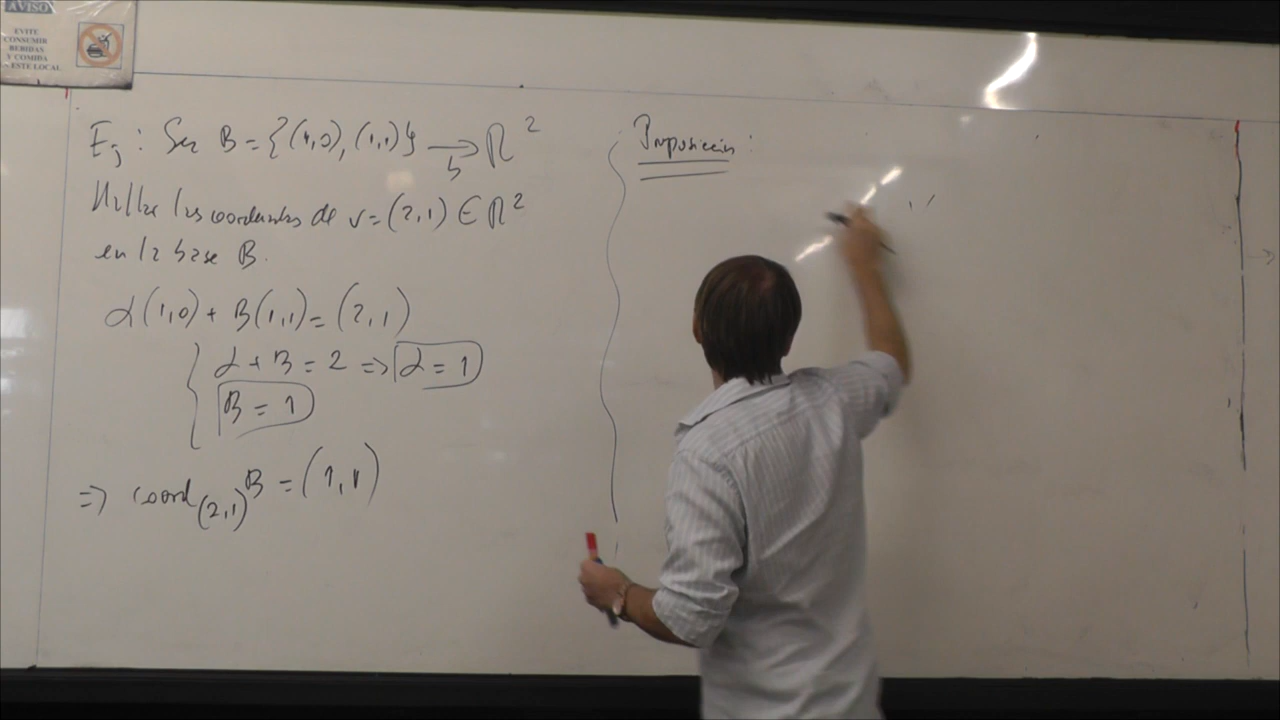 AVISO
EVITE
CONSUMIR
BEBIDAS
Y COMIDA
ESTE LOCAL
Ej: Sea B = {(1,0), (1,1)} →b ℝ²
Hallar las coordenadas de v = (2,1) ∈ ℝ²
en la base B.
α(1,0) + β(1,1) = (2,1)
α + β = 2 => α = 1
β = 1
=> coord(2,1) B = (1,1)
Proposición: